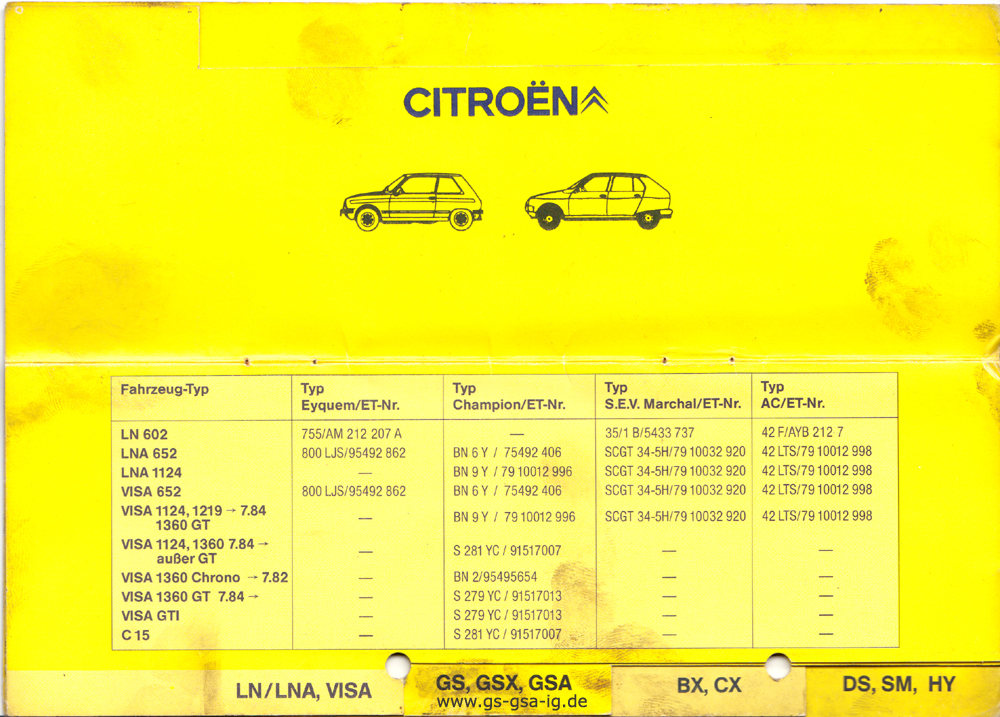 CITROËN
Fahrzeug-Typ Typ Typ Typ Typ
Eyquem/ET-Nr. Champion/ET-Nr. S.E.V. Marchal/ET-Nr. AC/ET-Nr.
LN 602 755/AM 212 207 A — 35/1 B/5433 737 42 F/AYB 212 7
LNA 652 800 LJS/95492 862 BN 6 Y / 75492 406 SCGT 34-5H/79 10032 920 42 LTS/79 10012 998
LNA 1124 — BN 9 Y / 79 10012 996 SCGT 34-5H/79 10032 920 42 LTS/79 10012 998
VISA 652 800 LJS/95492 862 BN 6 Y / 75492 406 SCGT 34-5H/79 10032 920 42 LTS/79 10012 998
VISA 1124, 1219 → 7.84
1360 GT — BN 9 Y / 79 10012 996 SCGT 34-5H/79 10032 920 42 LTS/79 10012 998
VISA 1124, 1360 7.84 →
außer GT — S 281 YC / 91517007 — —
VISA 1360 Chrono → 7.82 — BN 2/95495654 — —
VISA 1360 GT 7.84 → — S 279 YC / 91517013 — —
VISA GTI — S 279 YC / 91517013 — —
C 15 — S 281 YC / 91517007 — —
LN/LNA, VISA GS, GSX, GSA BX, CX DS, SM, HY
www.gs-gsa-ig.de